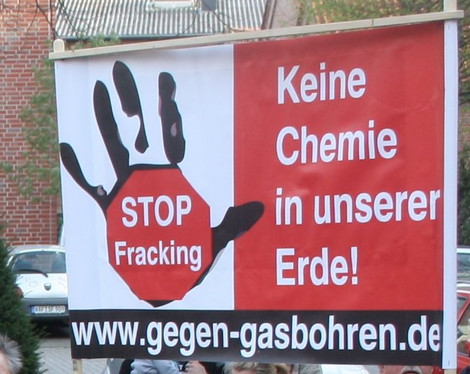 STOP
Fracking
Keine
Chemie
in unserer
Erde!
www.gegen-gasbohren.de